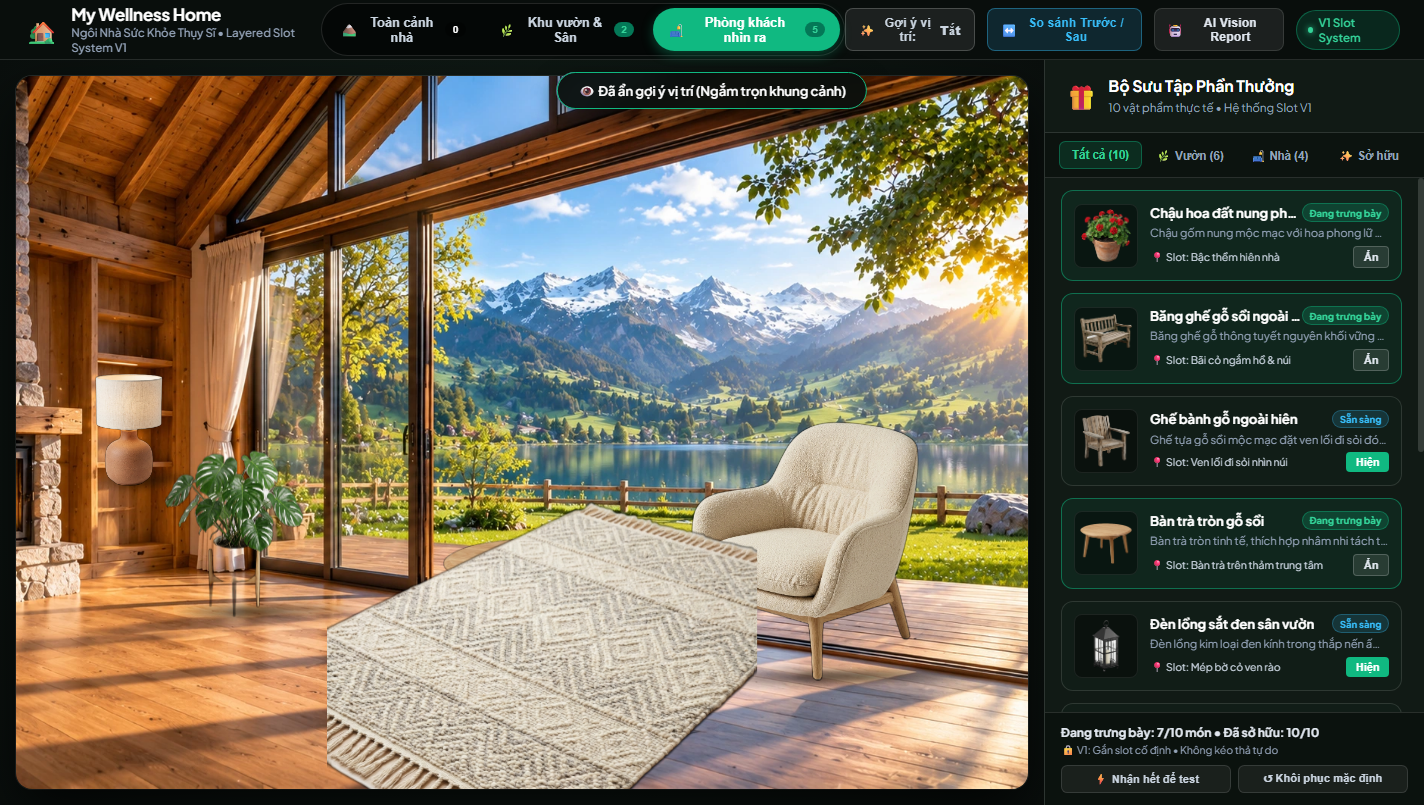 My Wellness Home
Ngôi Nhà Sức Khỏe Thụy Sĩ • Layered Slot
System V1
Toàn cảnh
nhà
0
Khu vườn &
Sân
2
Phòng khách
nhìn ra
5
Gợi ý vị
trí:
Tắt
So sánh Trước /
Sau
AI Vision
Report
V1 Slot
System
Đã ẩn gợi ý vị trí (Ngắm trọn khung cảnh)
Bộ Sưu Tập Phần Thưởng
10 vật phẩm thực tế • Hệ thống Slot V1
Tất cả (10)
Vườn (6)
Nhà (4)
Sở hữu
Chậu hoa đất nung ph...
Đang trưng bày
Chậu gốm nung mộc mạc với hoa phong lữ ...
Slot: Bậc thềm hiên nhà
Ẩn
Băng ghế gỗ sồi ngoài ...
Đang trưng bày
Băng ghế gỗ thông tuyết nguyên khối vững ...
Slot: Bãi cỏ ngắm hồ & núi
Ẩn
Ghế bành gỗ ngoài hiên
Sẵn sàng
Ghế tựa gỗ sồi mộc mạc đặt ven lối đi sỏi đó...
Slot: Ven lối đi sỏi nhìn núi
Hiện
Bàn trà tròn gỗ sồi
Đang trưng bày
Bàn trà tròn tinh tế, thích hợp nhâm nhi tách t...
Slot: Bàn trà trên thảm trung tâm
Ẩn
Đèn lồng sắt đen sân vườn
Sẵn sàng
Đèn lồng kim loại đen kính trong thắp nến ấ...
Slot: Mép bờ cỏ ven rào
Hiện
Đang trưng bày: 7/10 món • Đã sở hữu: 10/10
V1: Gắn slot cố định • Không kéo thả tự do
Nhận hết để test
↺ Khôi phục mặc định